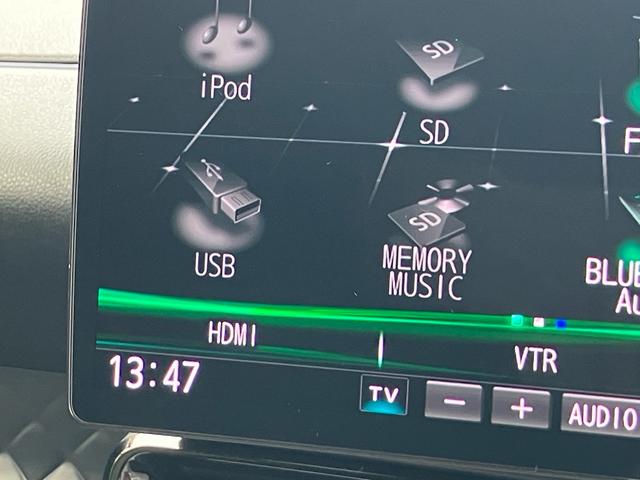 iPod
SD
SD
USB
SD
MEMORY
MUSIC
HDMI
VTR
13:47
TV
−
+
AUDIO